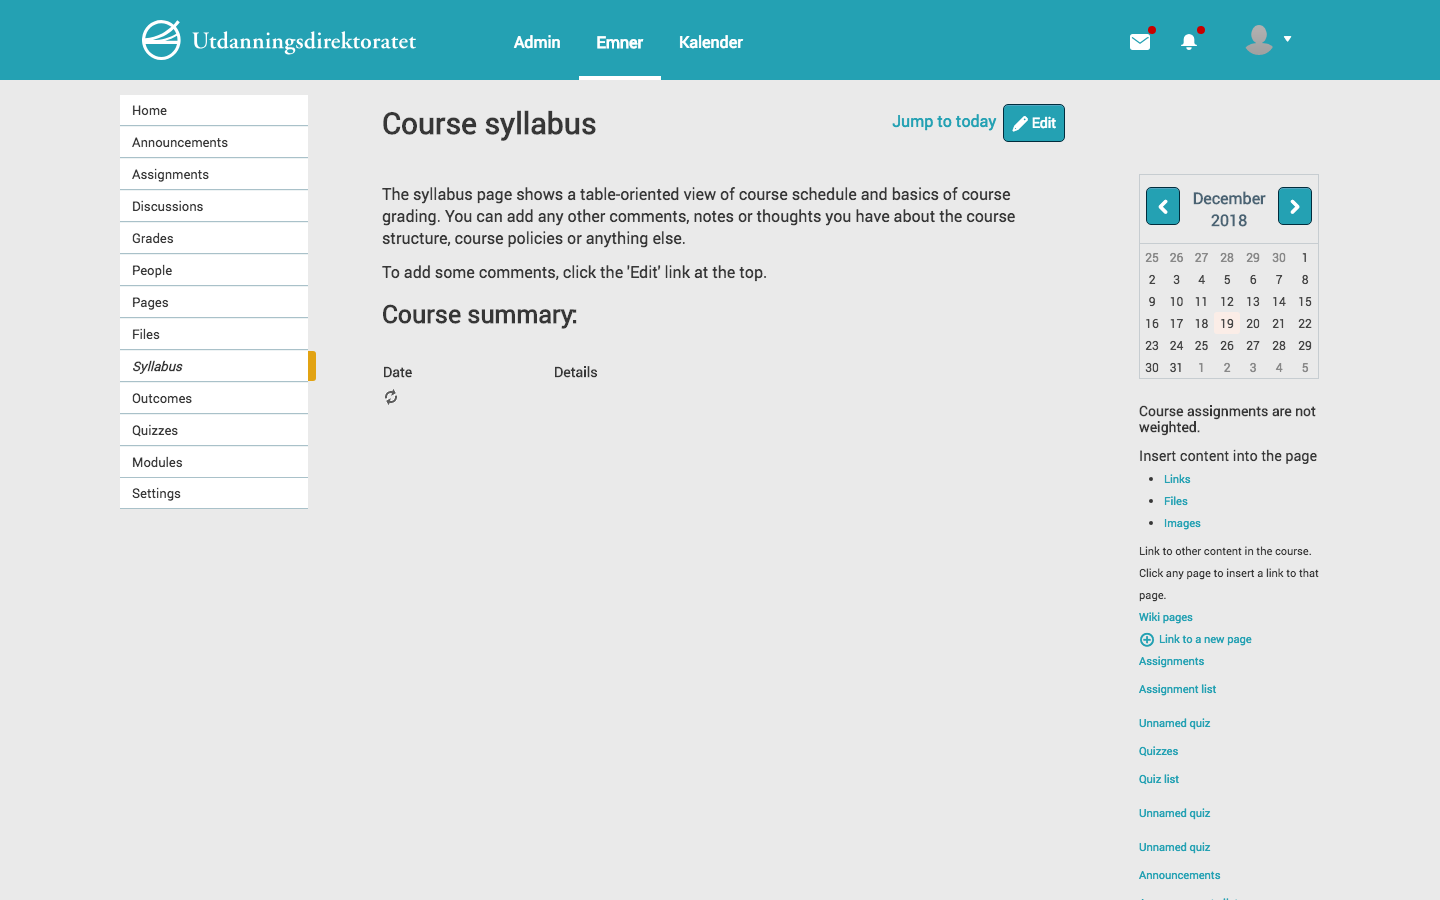 Utdanningsdirektoratet
Admin
Emner
Kalender
Home
Announcements
Assignments
Discussions
Grades
People
Pages
Files
Syllabus
Outcomes
Quizzes
Modules
Settings
Course syllabus
Jump to today
Edit
The syllabus page shows a table-oriented view of course schedule and basics of course
grading. You can add any other comments, notes or thoughts you have about the course
structure, course policies or anything else.
To add some comments, click the 'Edit' link at the top.
Course summary:
Date Details
December
2018
25 26 27 28 29 30 1
2 3 4 5 6 7 8
9 10 11 12 13 14 15
16 17 18 19 20 21 22
23 24 25 26 27 28 29
30 31 1 2 3 4 5
Course assignments are not
weighted.
Insert content into the page
Links
Files
Images
Link to other content in the course.
Click any page to insert a link to that
page.
Wiki pages
Link to a new page
Assignments
Assignment list
Unnamed quiz
Quizzes
Quiz list
Unnamed quiz
Unnamed quiz
Announcements